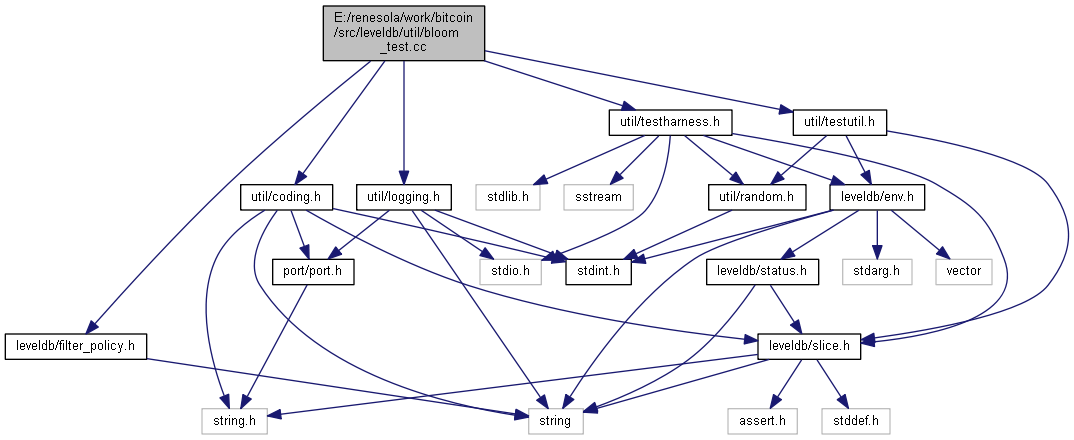 E:/renesola/work/bitcoin
/src/leveldb/util/bloom
_test.cc
util/testharness.h
util/testutil.h
util/coding.h
util/logging.h
stdlib.h
sstream
util/random.h
leveldb/env.h
port/port.h
stdio.h
stdint.h
leveldb/status.h
stdarg.h
vector
leveldb/filter_policy.h
leveldb/slice.h
string.h
string
assert.h
stddef.h